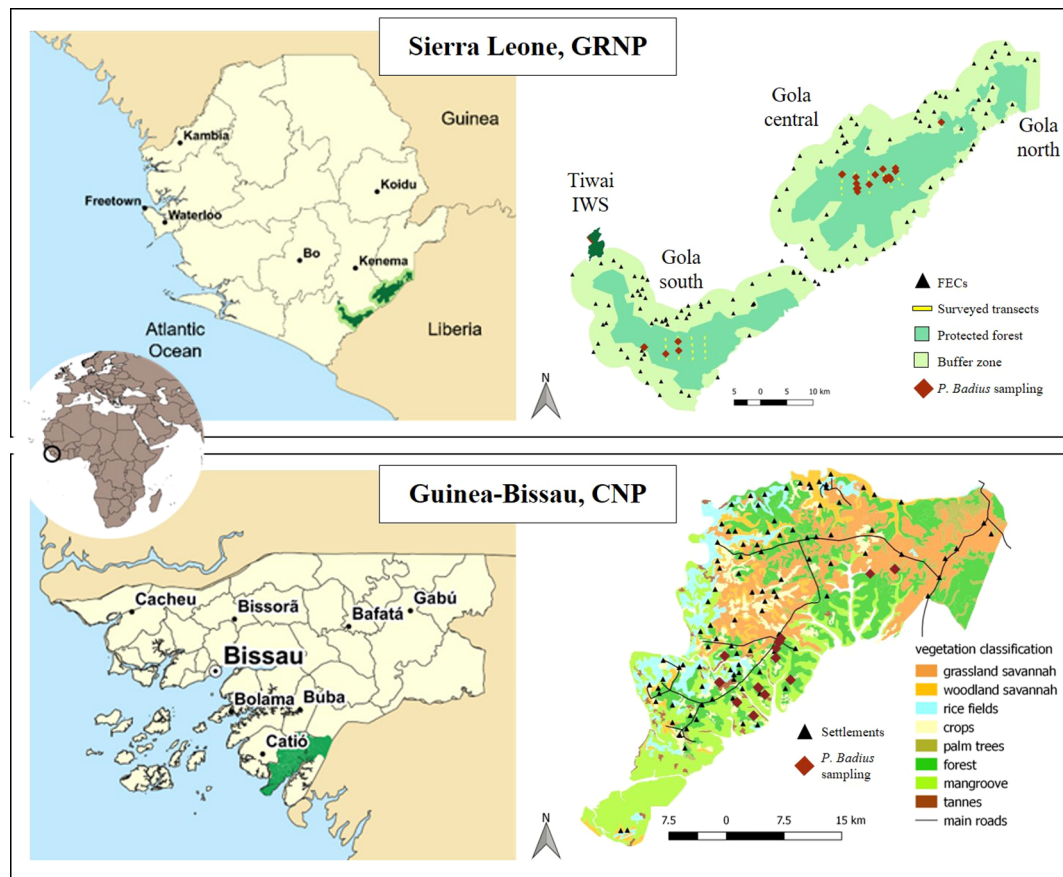 Sierra Leone, GRNP
Guinea
Kambia
Koidu
Freetown
Waterloo
Bo
Kenema
Atlantic
Ocean
Liberia
Gola
central
Gola
north
Tiwai
IWS
Gola
south
FECs
Surveyed transects
Protected forest
Buffer zone
P. Badius sampling
N
5 0 10 km
Guinea-Bissau, CNP
Cacheu
Bissorã
Bafatá
Gabú
Bissau
Bolama
Buba
Catió
N
Settlements
P. Badius
sampling
7.5 0 7.5 15 km
vegetation classification
grassland savannah
woodland savannah
rice fields
crops
palm trees
forest
mangroove
tannes
main roads